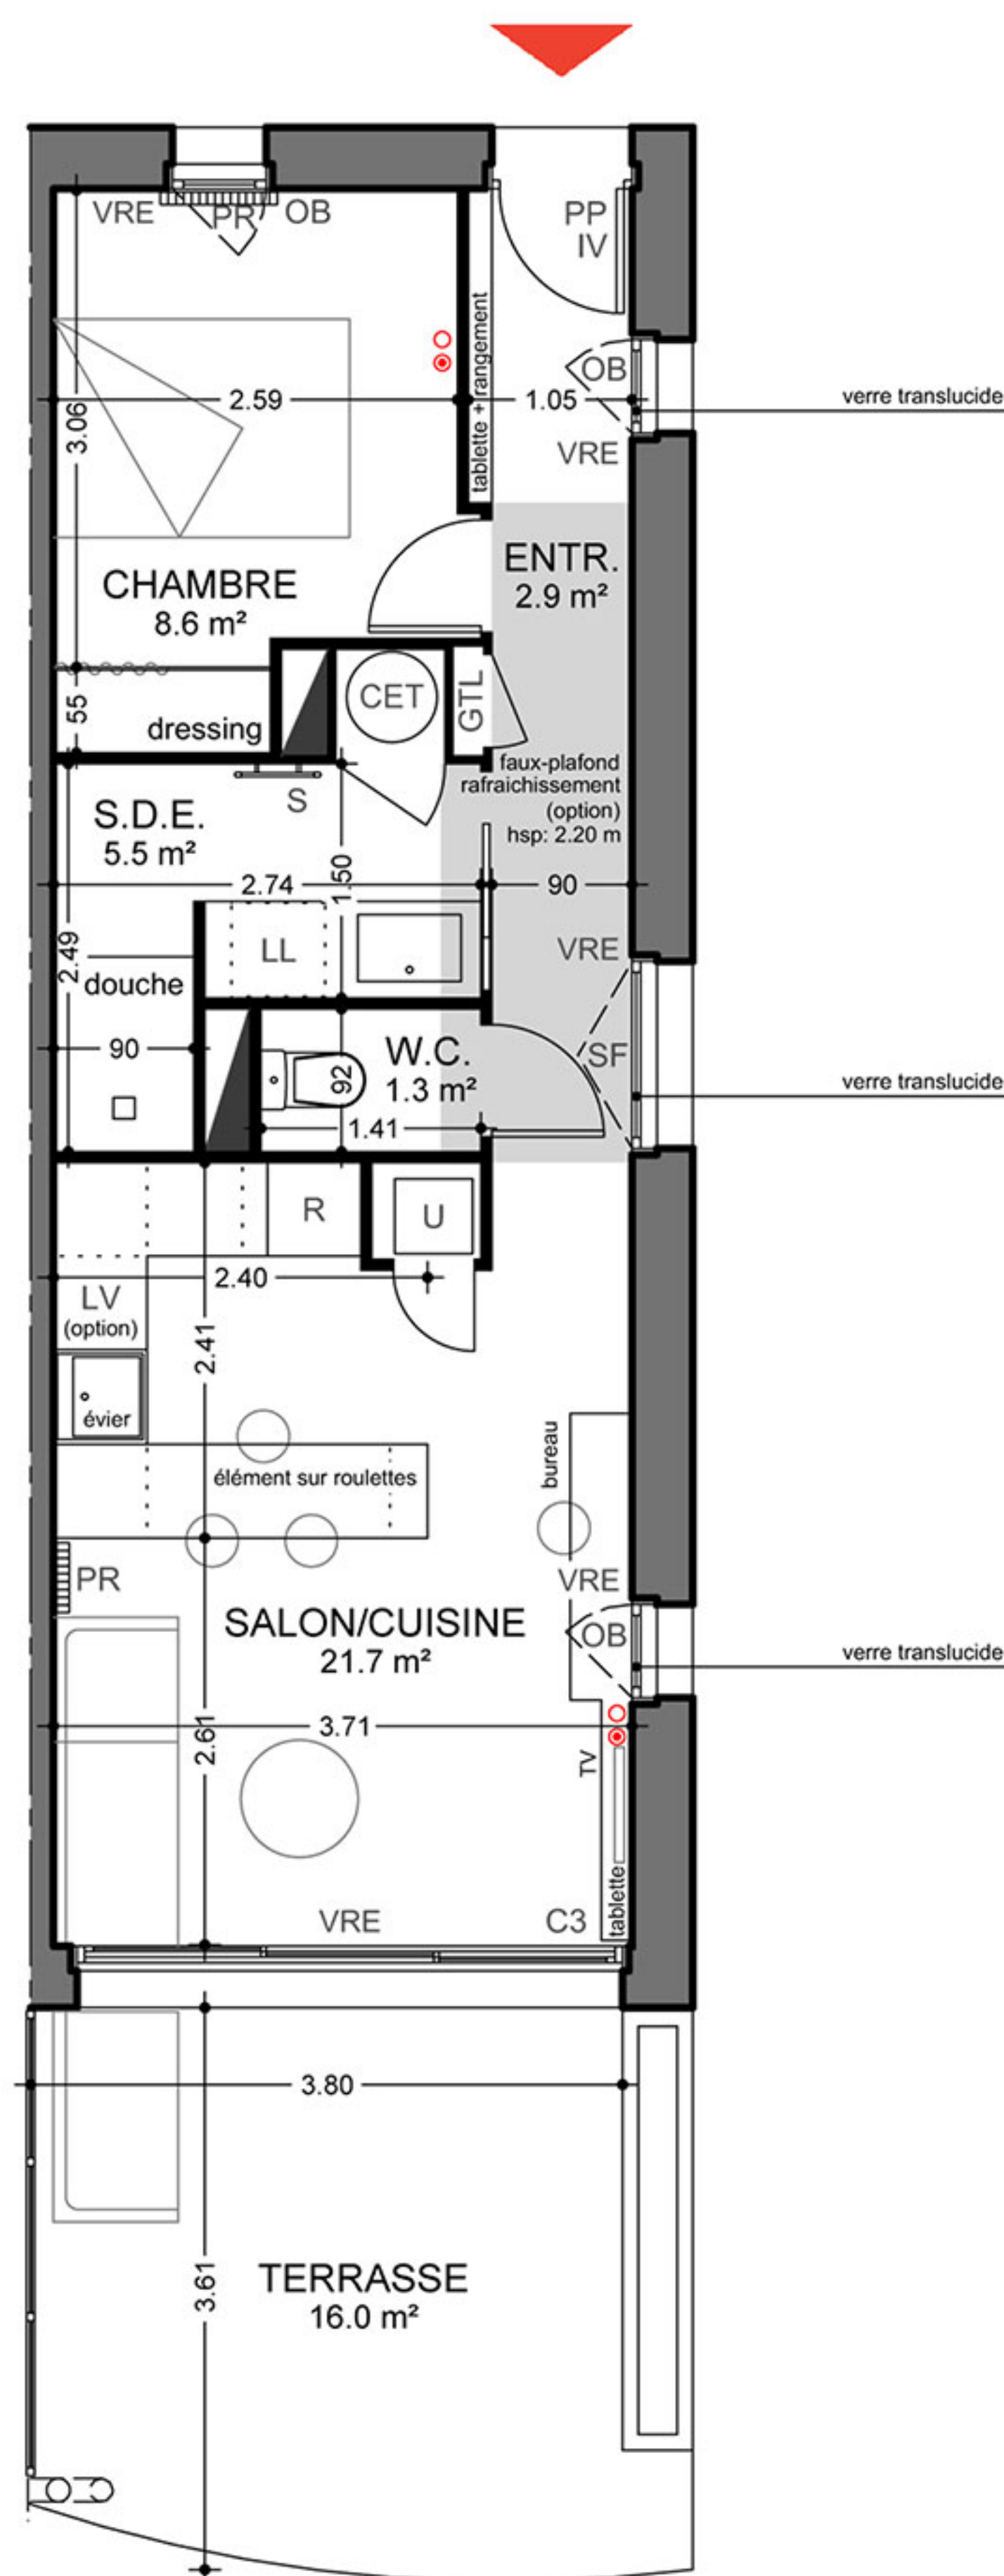 VRE
PR
OB
PP
IV
tablette + rangement
OB
2.59
1.05
verre translucide
3.06
VRE
ENTR.
2.9 m²
CHAMBRE
8.6 m²
CET
GTL
55
dressing
faux-plafond
rafraichissement
(option)
hsp: 2.20 m
S
S.D.E.
5.5 m²
2.74
1.50
90
2.49
LL
VRE
douche
90
W.C.
1.3 m²
92
SF
verre translucide
1.41
R
U
2.40
LV
(option)
2.41
évier
élément sur roulettes
bureau
PR
VRE
SALON/CUISINE
21.7 m²
OB
verre translucide
3.71
2.61
TV
tablette
VRE
C3
3.80
3.61
TERRASSE
16.0 m²